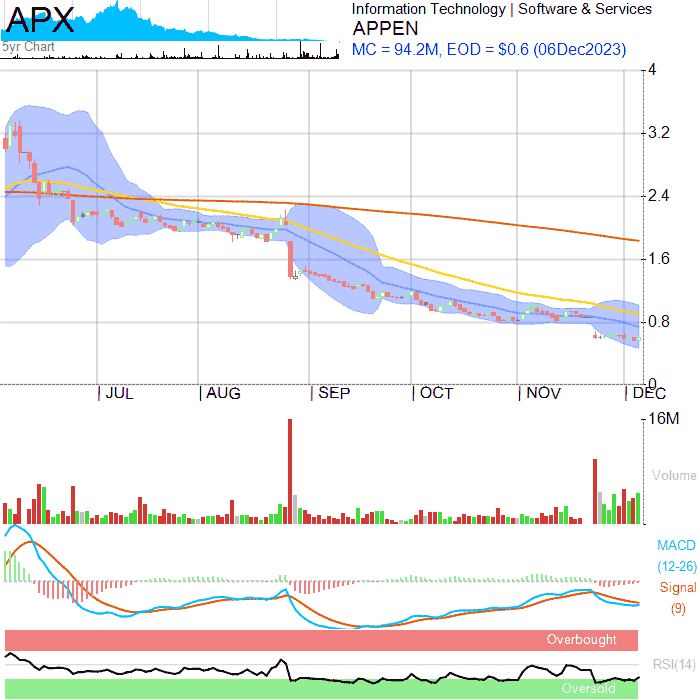 APX
5yr Chart
Information Technology | Software & Services
APPEN
MC = 94.2M, EOD = $0.6 (06Dec2023)
4
3.2
2.4
1.6
0.8
0
JUL AUG SEP OCT NOV DEC
16M
Volume
MACD
(12-26)
Signal
(9)
Overbought
RSI(14)
Oversold